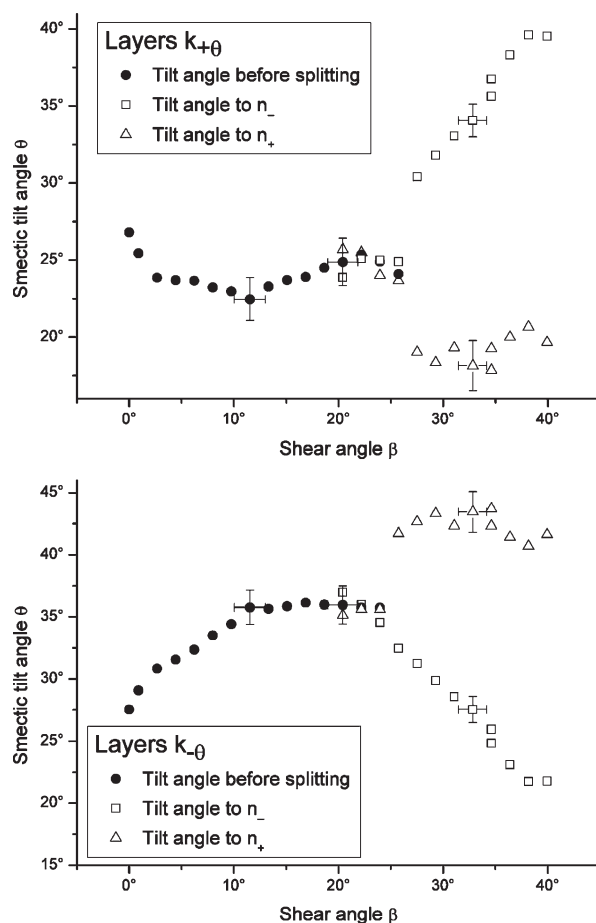 40°
35°
30°
25°
20°
Smectic tilt angle θ
Layers k+θ
Tilt angle before splitting
Tilt angle to n−
Tilt angle to n+
0° 10° 20° 30° 40°
Shear angle β
45°
40°
35°
30°
25°
20°
15°
Smectic tilt angle θ
Layers k-θ
Tilt angle before splitting
Tilt angle to n−
Tilt angle to n+
0° 10° 20° 30° 40°
Shear angle β